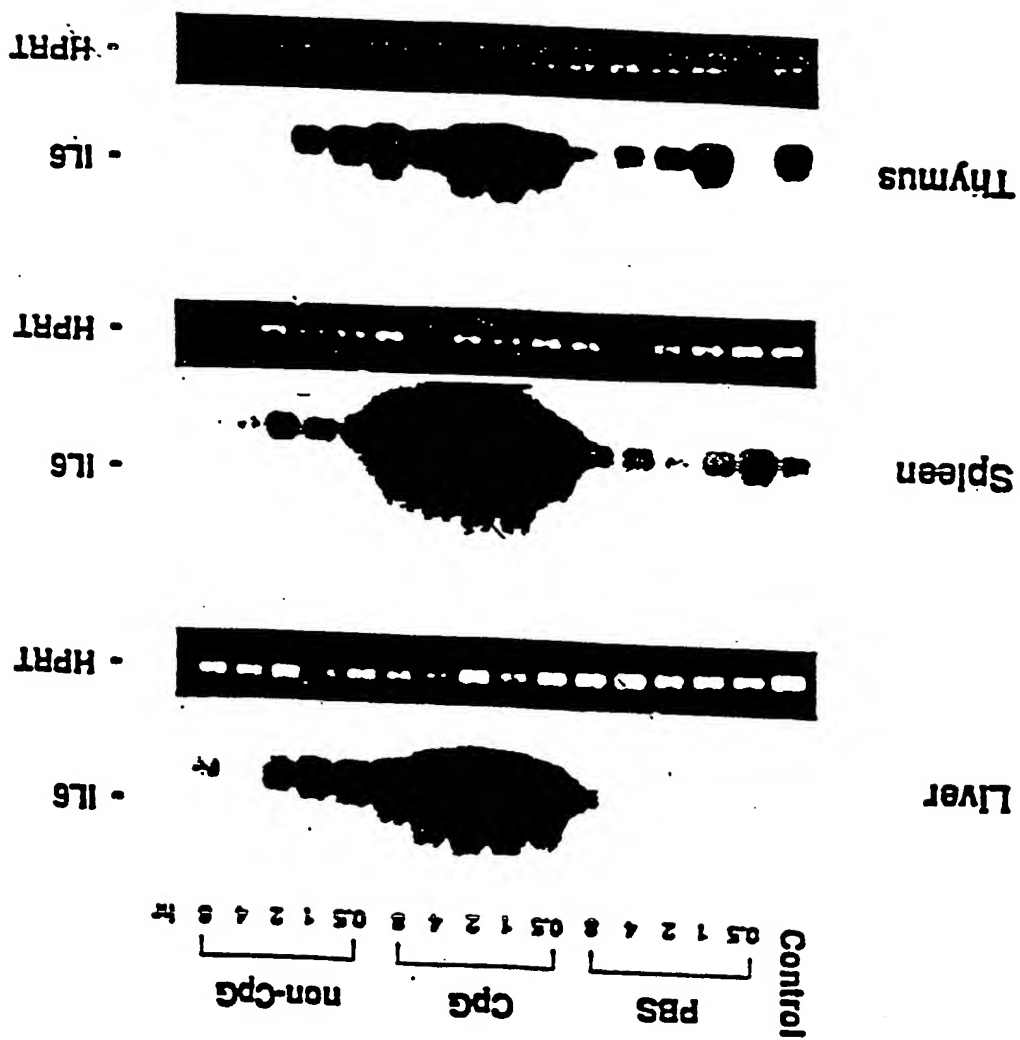 PBS CpG non-CpG
Control 0.5 1 2 4 8 0.5 1 2 4 8 0.5 1 2 4 8 hr
Liver
- IL6
- HPRT
Spleen
- IL6
- HPRT
Thymus
- IL6
- HPRT